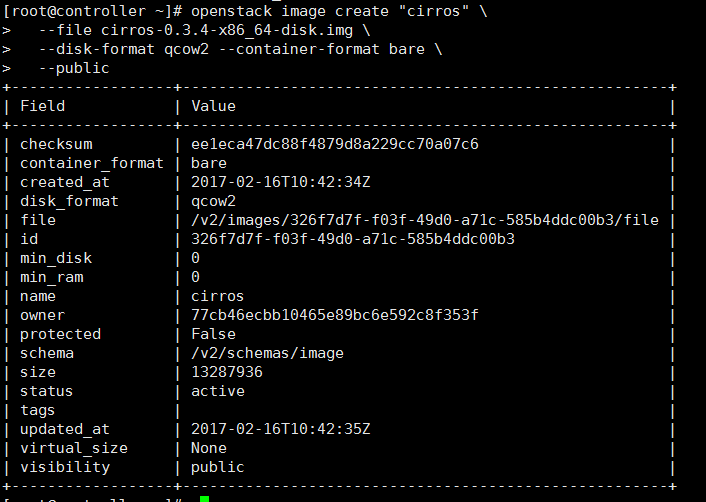 [root@controller ~]# openstack image create "cirros" \
>   --file cirros-0.3.4-x86_64-disk.img \
>   --disk-format qcow2 --container-format bare \
>   --public
+------------------+------------------------------------------------------+
| Field            | Value                                                |
+------------------+------------------------------------------------------+
| checksum         | ee1eca47dc88f4879d8a229cc70a07c6                     |
| container_format | bare                                                 |
| created_at       | 2017-02-16T10:42:34Z                                 |
| disk_format      | qcow2                                                |
| file             | /v2/images/326f7d7f-f03f-49d0-a71c-585b4ddc00b3/file |
| id               | 326f7d7f-f03f-49d0-a71c-585b4ddc00b3                 |
| min_disk         | 0                                                    |
| min_ram          | 0                                                    |
| name             | cirros                                               |
| owner            | 77cb46ecbb10465e89bc6e592c8f353f                     |
| protected        | False                                                |
| schema           | /v2/schemas/image                                    |
| size             | 13287936                                             |
| status           | active                                               |
| tags             |                                                      |
| updated_at       | 2017-02-16T10:42:35Z                                 |
| virtual_size     | None                                                 |
| visibility       | public                                               |
+------------------+------------------------------------------------------+
[root@controller ~]#